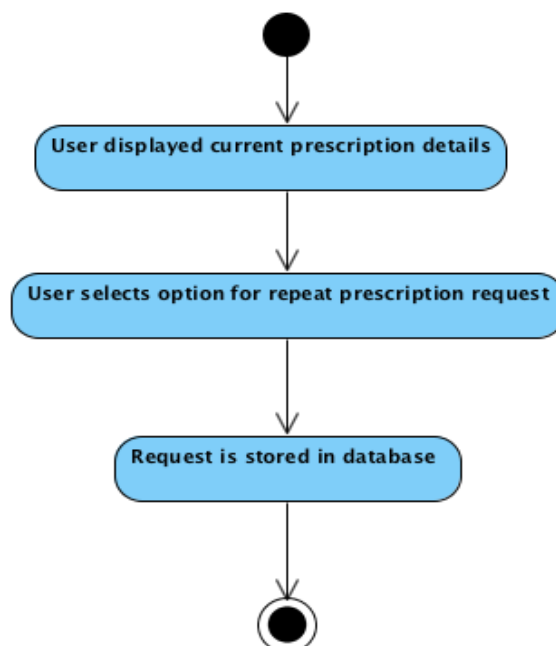 User displayed current prescription details
User selects option for repeat prescription request
Request is stored in database